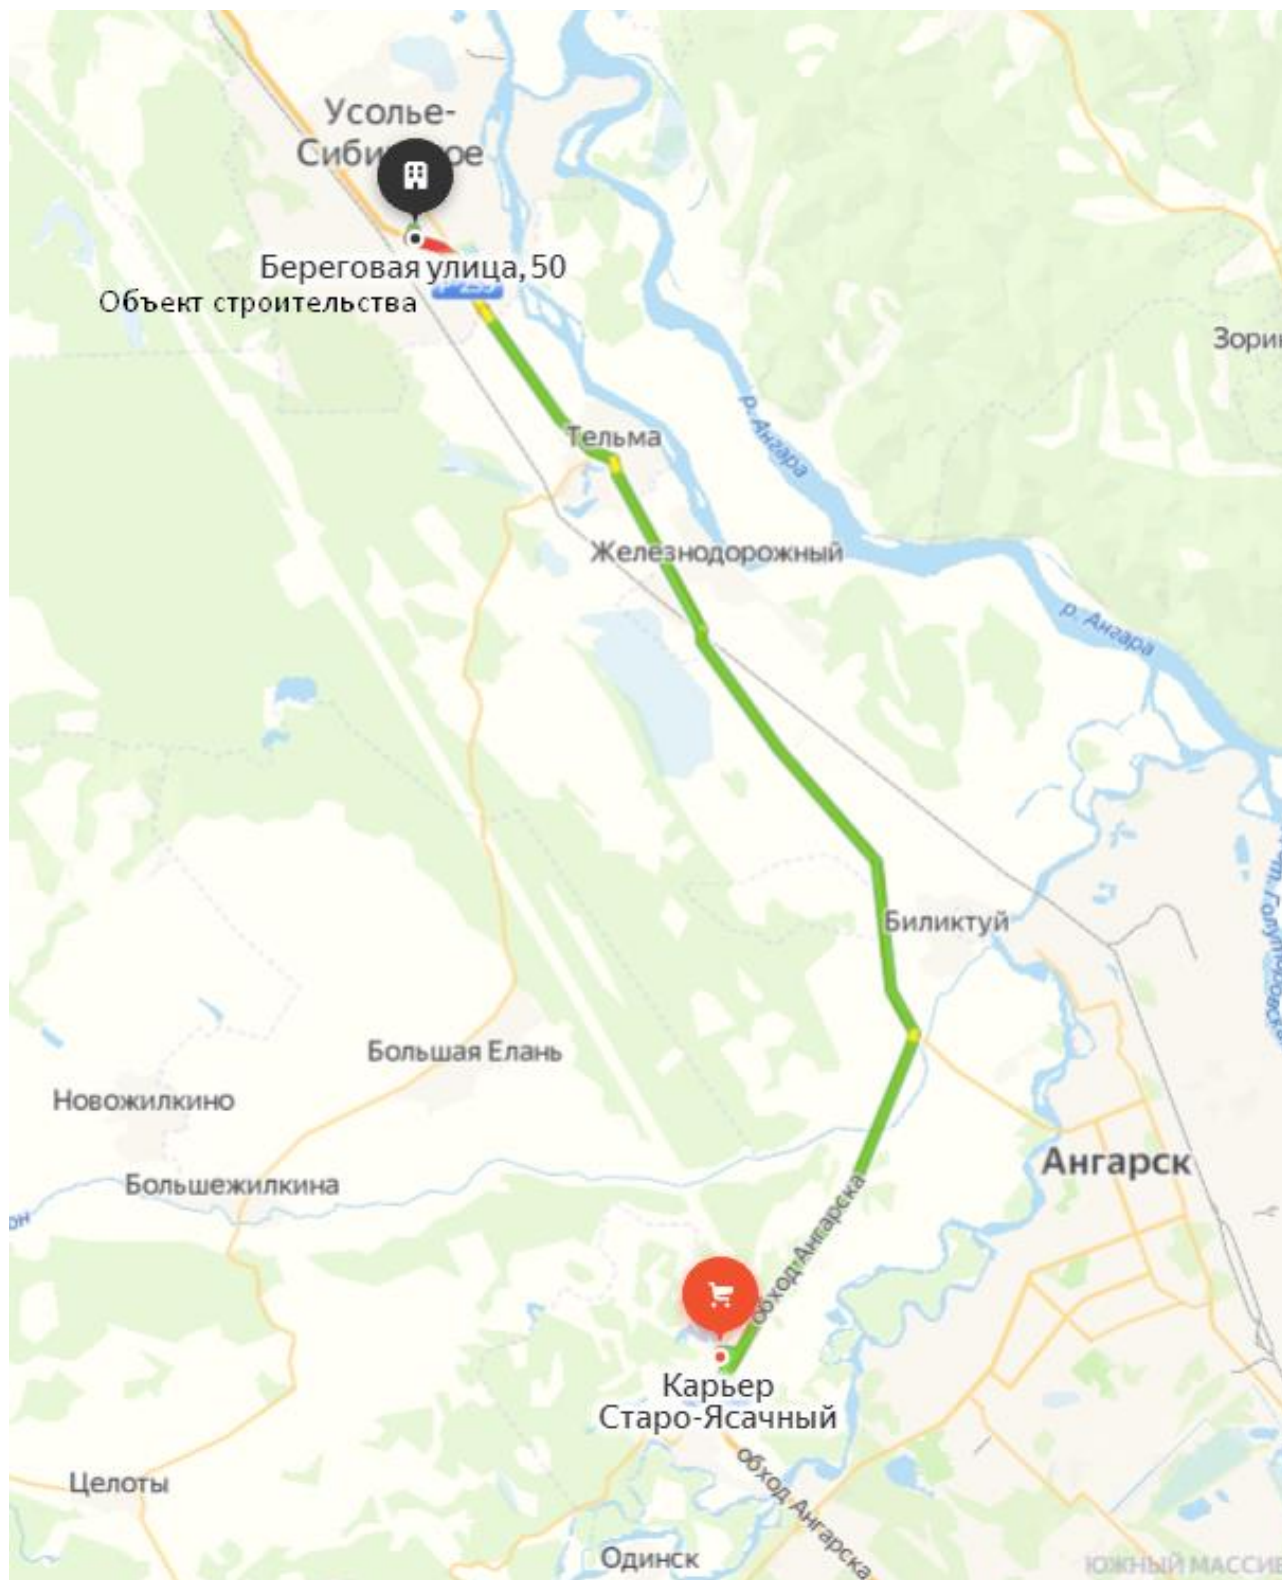 Усолье-
Береговая улица, 50
Объект строительства
Зори
р. Ангара
Тельма
Железнодорожный
р. Ангара
Биликтуй
Большая Елань
Новожилкино
Ангарск
Большежилкина
обход Ангарска
Карьер
Старо-Ясачный
обход Ангарска
Целоты
Одинск
ЮЖНЫЙ МАССИВ